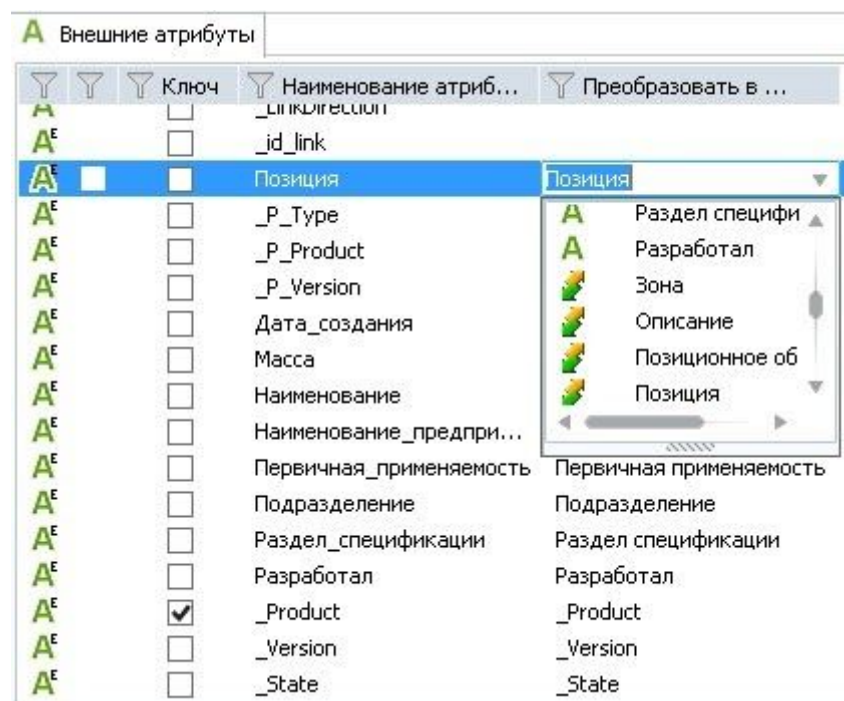 А Внешние атрибуты
Ключ Наименование атриб... Преобразовать в ...
_LinkDirection
_id_link
Позиция Позиция
_P_Type Раздел специфи
_P_Product Разработал
_P_Version Зона
Дата_создания Описание
Масса Позиционное об
Наименование Позиция
Наименование_предпри...
Первичная_применяемость Первичная применяемость
Подразделение Подразделение
Раздел_спецификации Раздел спецификации
Разработал Разработал
_Product _Product
_Version _Version
_State _State